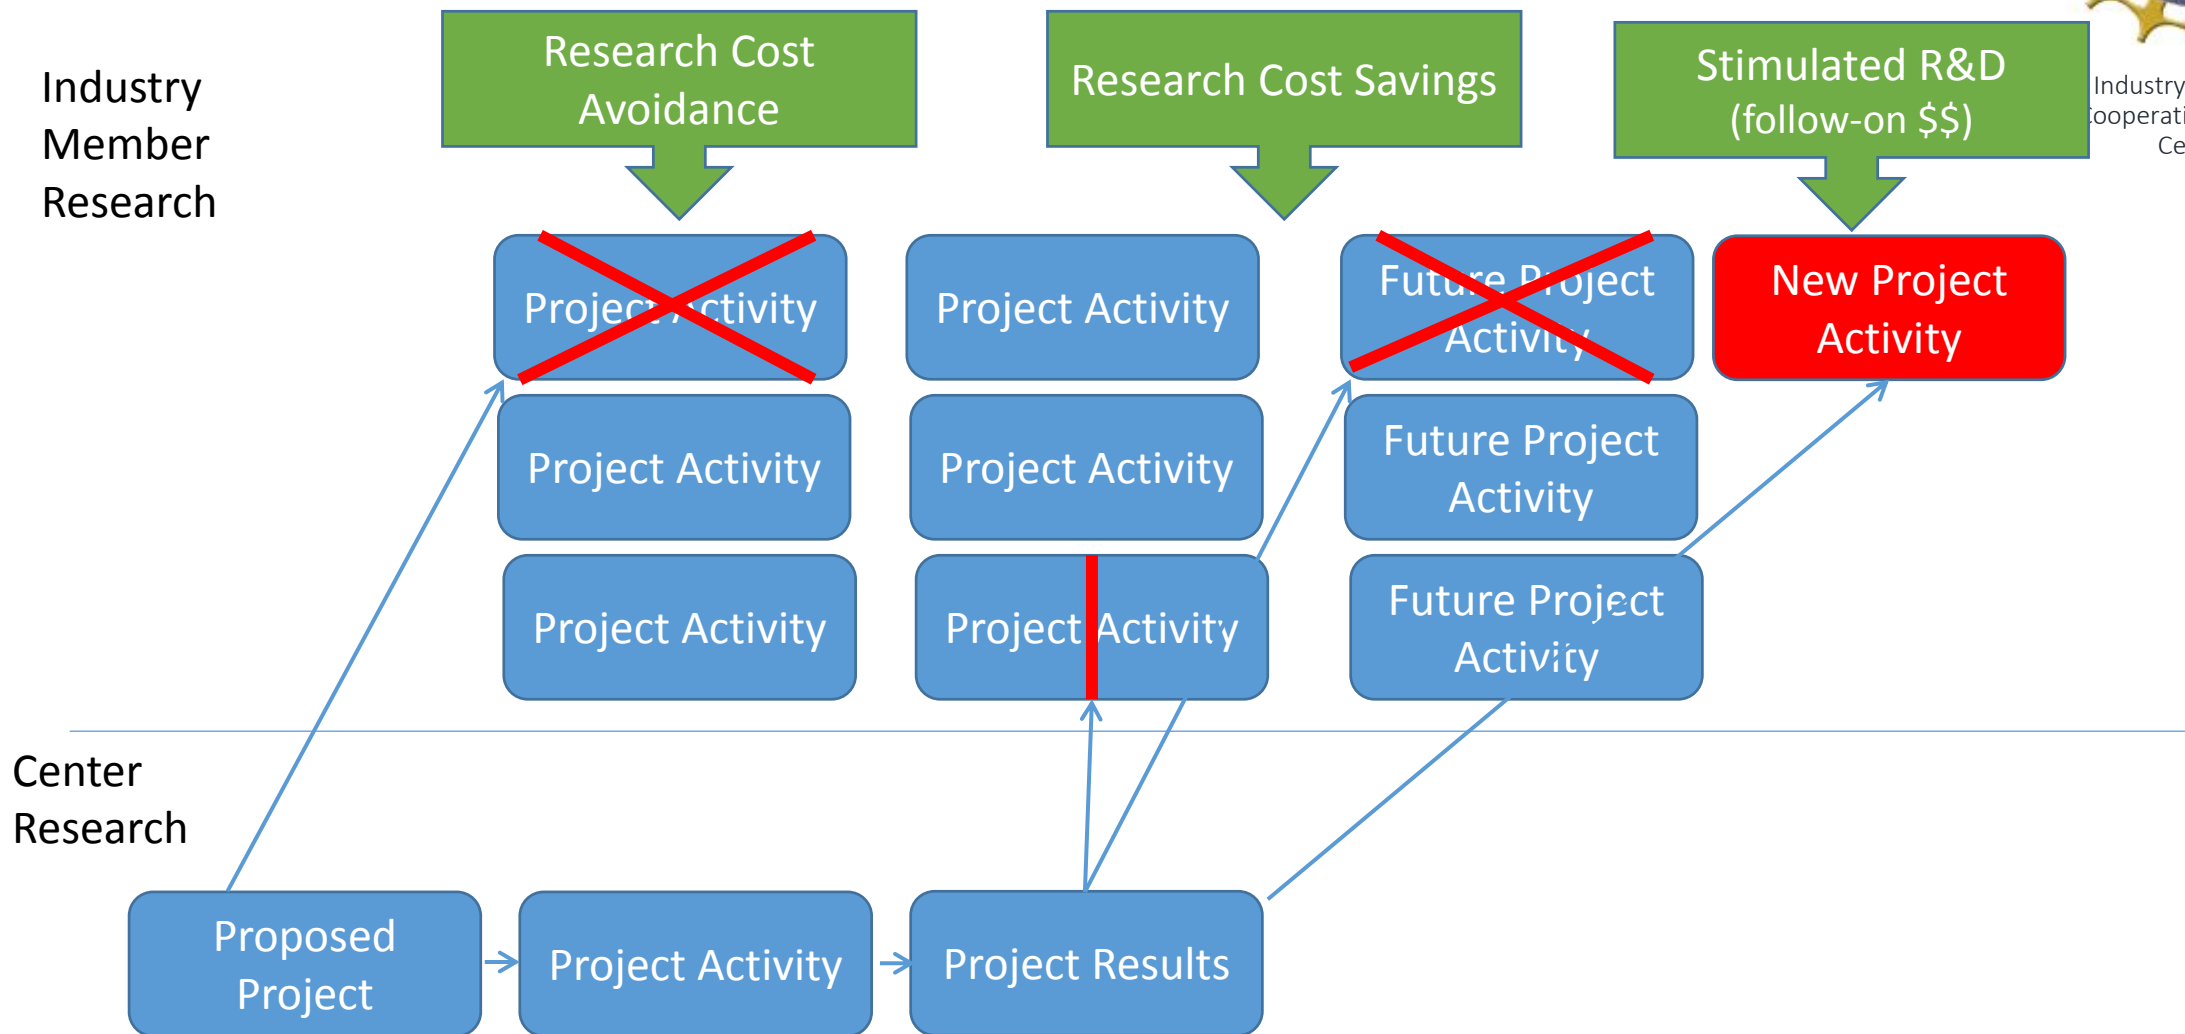 Industry
Member
Research
Research Cost
Avoidance
Research Cost Savings
Stimulated R&D
(follow-on $$)
Industry
Project Activity
Project Activity
Future Project
Activity
New Project
Activity
Project Activity
Project Activity
Future Project
Activity
Project Activity
Project Activity
Future Project
Activity
Center
Research
Proposed
Project
Project Activity
Project Results